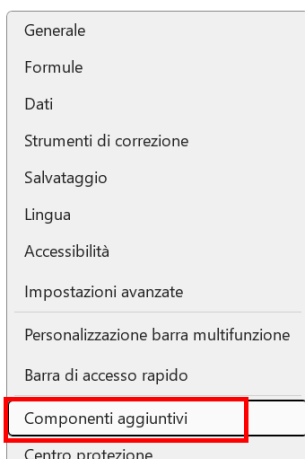 Generale
Formule
Dati
Strumenti di correzione
Salvataggio
Lingua
Accessibilità
Impostazioni avanzate
Personalizzazione barra multifunzione
Barra di accesso rapido
Componenti aggiuntivi
Centro protezione